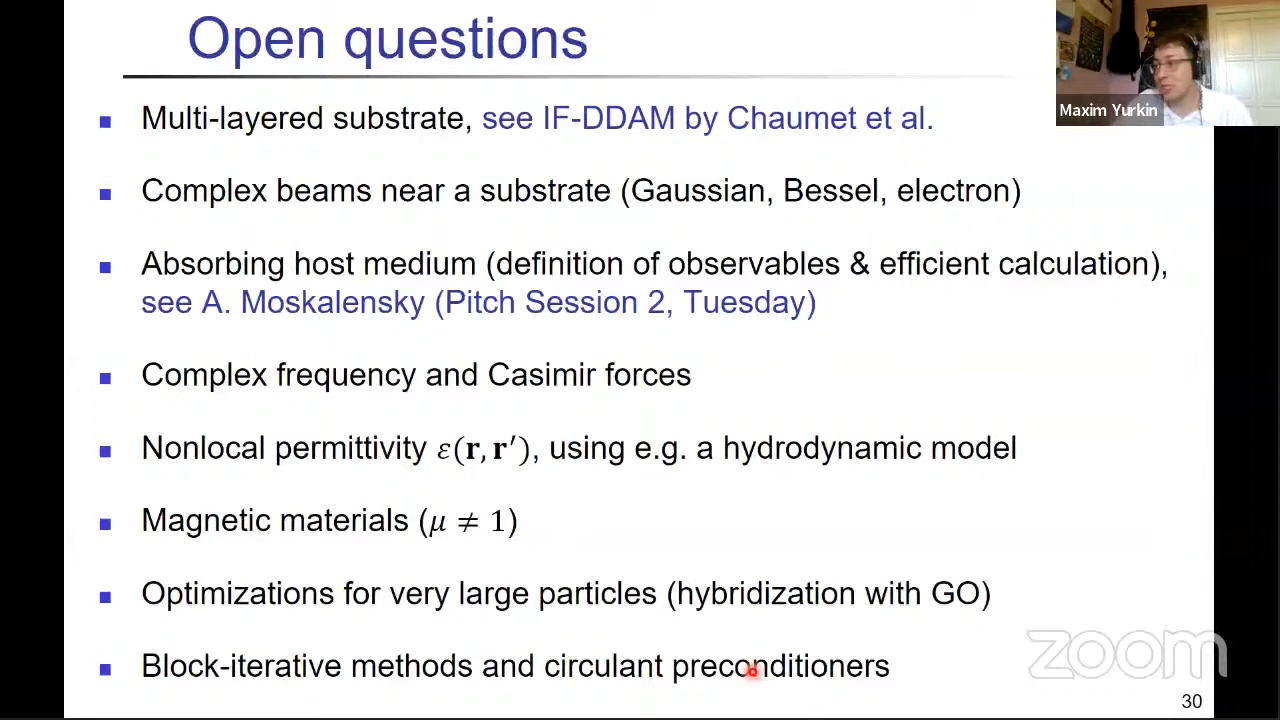 Open questions
Maxim Yurkin
Multi-layered substrate, see IF-DDAM by Chaumet et al.
Complex beams near a substrate (Gaussian, Bessel, electron)
Absorbing host medium (definition of observables & efficient calculation),
see A. Moskalensky (Pitch Session 2, Tuesday)
Complex frequency and Casimir forces
Nonlocal permittivity ε(r, r′), using e.g. a hydrodynamic model
Magnetic materials (μ ≠ 1)
Optimizations for very large particles (hybridization with GO)
Block-iterative methods and circulant preconditioners
zoom
30